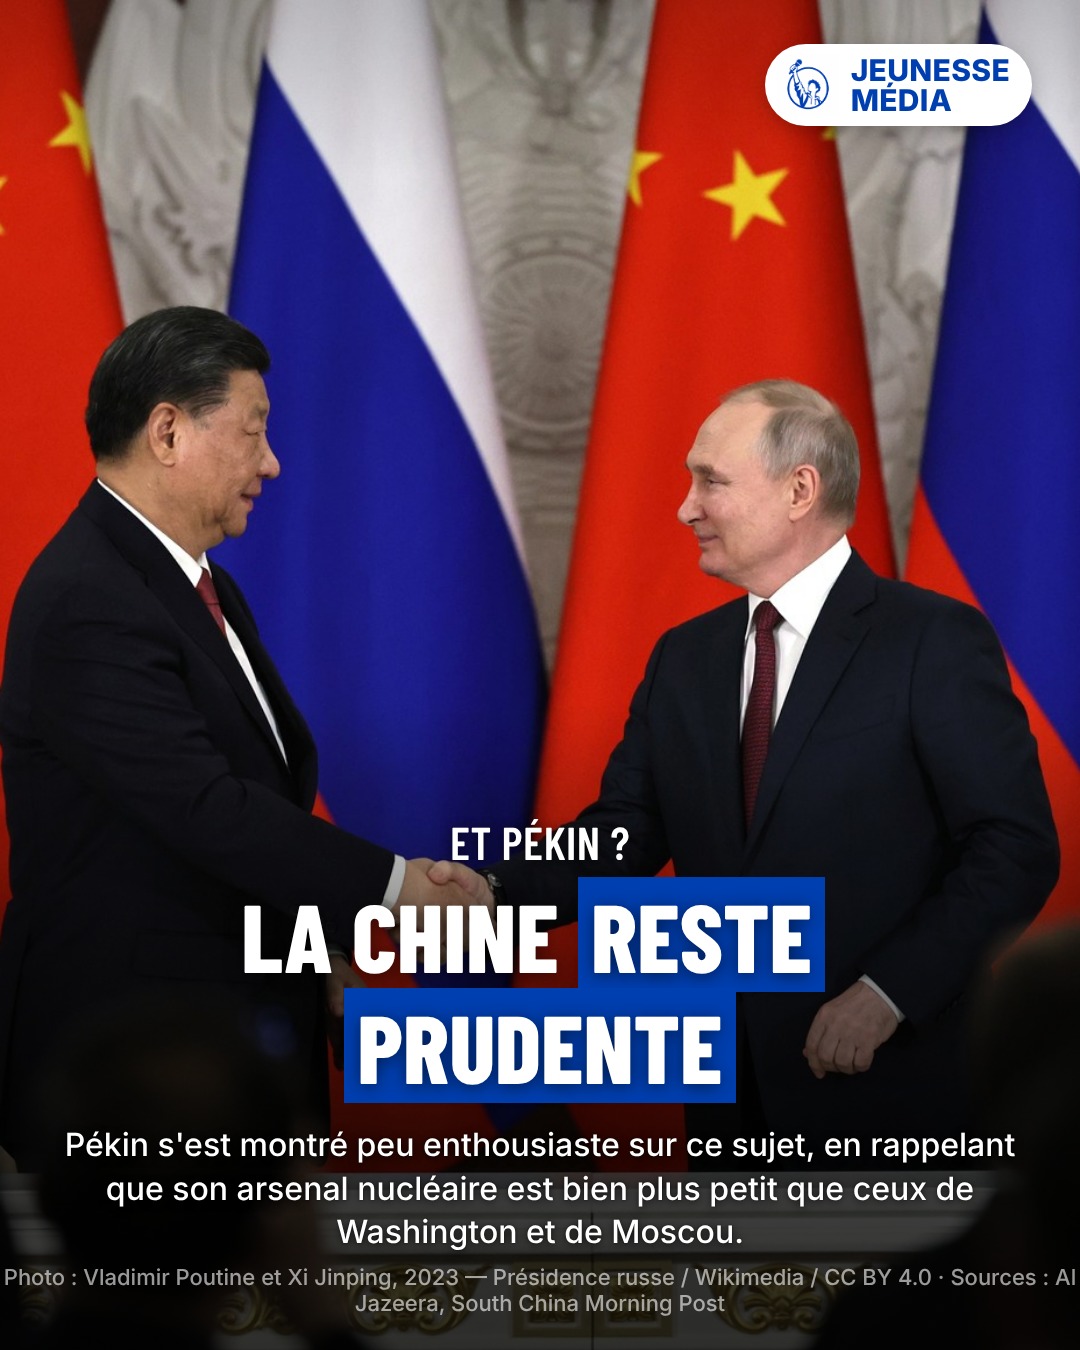 JEUNESSE
MÉDIA
ET PÉKIN ?
LA CHINE RESTE
PRUDENTE
Pékin s'est montré peu enthousiaste sur ce sujet, en rappelant
que son arsenal nucléaire est bien plus petit que ceux de
Washington et de Moscou.
Photo : Vladimir Poutine et Xi Jinping, 2023 — Présidence russe / Wikimedia / CC BY 4.0 · Sources : Al
Jazeera, South China Morning Post